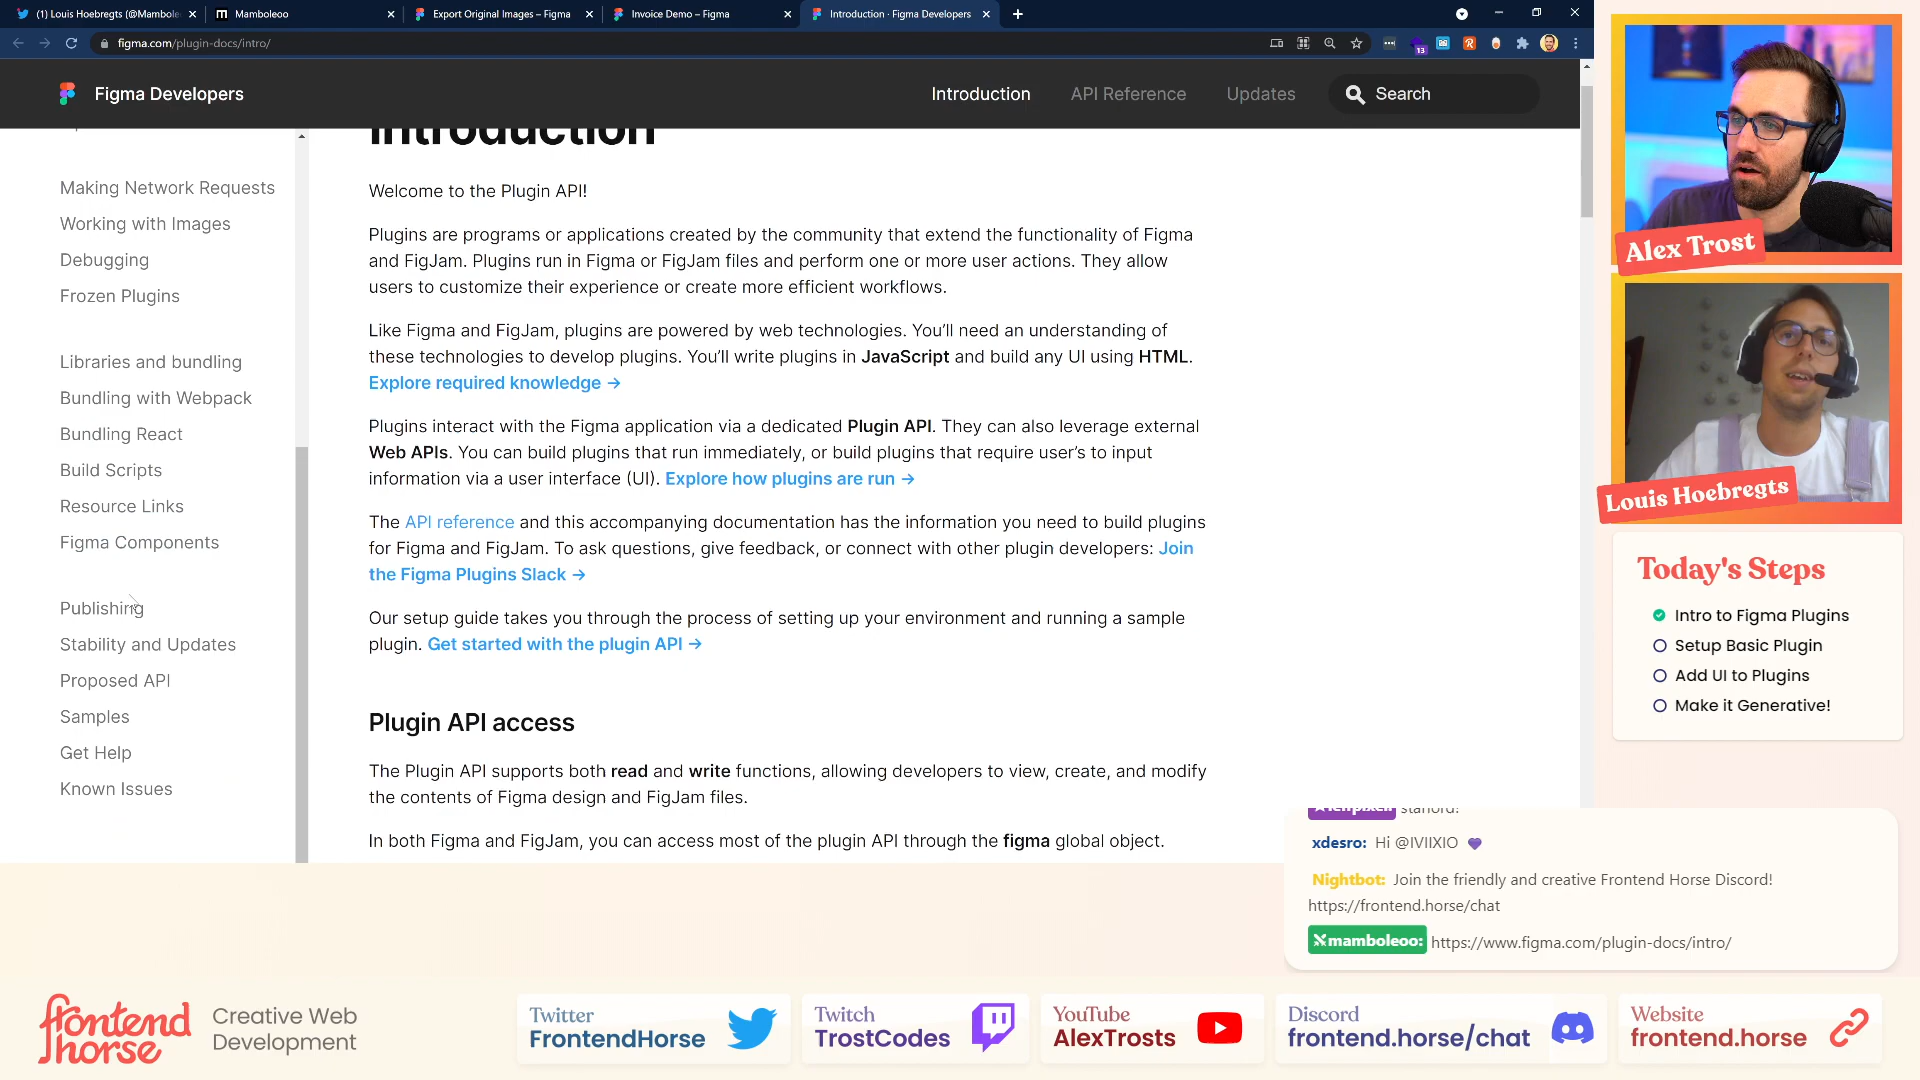 (1) Louis Hoebregts (@Mambole
Mamboleoo
Export Original Images – Figma
Invoice Demo – Figma
Introduction · Figma Developers
figma.com/plugin-docs/intro/
13
Figma Developers
Introduction
API Reference
Updates
Search
Making Network Requests
Working with Images
Debugging
Frozen Plugins
Libraries and bundling
Bundling with Webpack
Bundling React
Build Scripts
Resource Links
Figma Components
Publishing
Stability and Updates
Proposed API
Samples
Get Help
Known Issues
Introduction
Welcome to the Plugin API!
Plugins are programs or applications created by the community that extend the functionality of Figma
and FigJam. Plugins run in Figma or FigJam files and perform one or more user actions. They allow
users to customize their experience or create more efficient workflows.
Like Figma and FigJam, plugins are powered by web technologies. You’ll need an understanding of
these technologies to develop plugins. You’ll write plugins in JavaScript and build any UI using HTML.
Explore required knowledge →
Plugins interact with the Figma application via a dedicated Plugin API. They can also leverage external
Web APIs. You can build plugins that run immediately, or build plugins that require user’s to input
information via a user interface (UI). Explore how plugins are run →
The API reference and this accompanying documentation has the information you need to build plugins
for Figma and FigJam. To ask questions, give feedback, or connect with other plugin developers: Join
the Figma Plugins Slack →
Our setup guide takes you through the process of setting up your environment and running a sample
plugin. Get started with the plugin API →
Plugin API access
The Plugin API supports both read and write functions, allowing developers to view, create, and modify
the contents of Figma design and FigJam files.
In both Figma and FigJam, you can access most of the plugin API through the figma global object.
Alex Trost
Louis Hoebregts
Today's Steps
Intro to Figma Plugins
Setup Basic Plugin
Add UI to Plugins
Make it Generative!
xdesro: Hi @IVIIXIO 💜
Nightbot: Join the friendly and creative Frontend Horse Discord!
https://frontend.horse/chat
mamboleoo: https://www.figma.com/plugin-docs/intro/
frontend
horse
Creative Web
Development
Twitter
FrontendHorse
Twitch
TrostCodes
YouTube
AlexTrosts
Discord
frontend.horse/chat
Website
frontend.horse